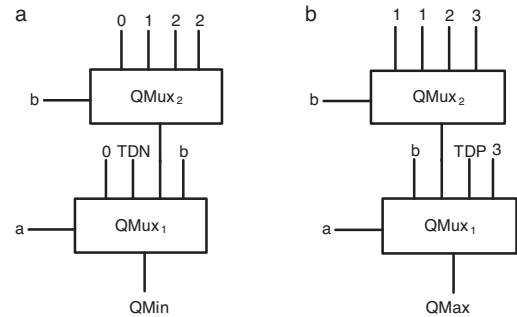 a
b
0 1 2 2
1 1 2 3
b
QMux2
b
QMux2
0 TDN b
b TDP 3
a
QMux1
a
QMux1
QMin
QMax